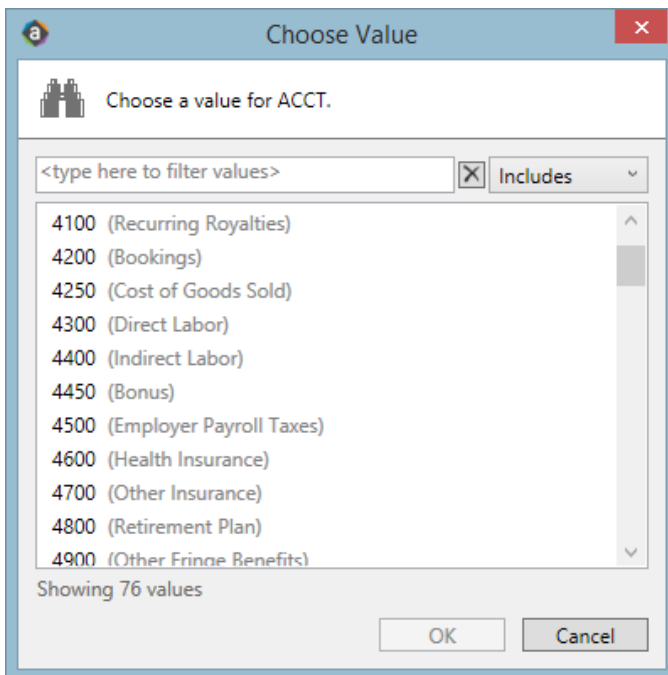 Choose Value
Choose a value for ACCT.
<type here to filter values>
Includes
4100 (Recurring Royalties)
4200 (Bookings)
4250 (Cost of Goods Sold)
4300 (Direct Labor)
4400 (Indirect Labor)
4450 (Bonus)
4500 (Employer Payroll Taxes)
4600 (Health Insurance)
4700 (Other Insurance)
4800 (Retirement Plan)
4900 (Other Fringe Benefits)
Showing 76 values
OK
Cancel